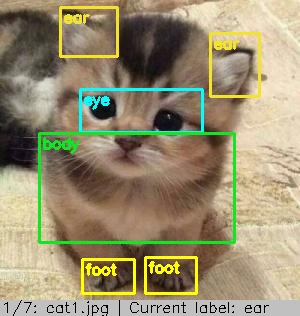 ear
ear
eye
body
foot
foot
1/7: cat1.jpg | Current label: ear